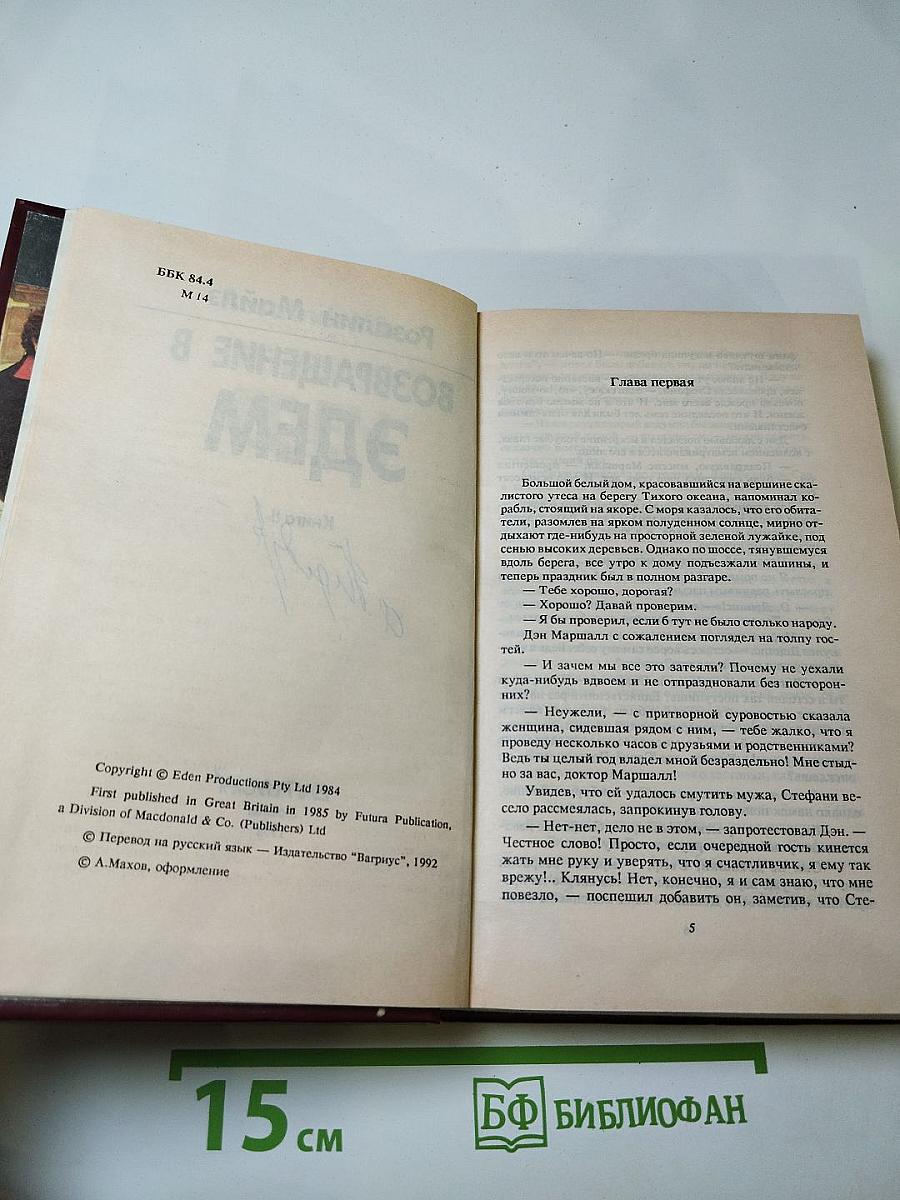 ББК 84.4
М 14
Розалин Майлз
ВОЗВРАЩЕНИЕ В
ЭДЕМ
Книга II
Copyright © Eden Productions Pty Ltd 1984
First published in Great Britain in 1985 by Futura Publication,
a Division of Macdonald & Co. (Publishers) Ltd
© Перевод на русский язык — Издательство "Вагриус", 1992
© А.Махов, оформление
Глава первая
Большой белый дом, красовавшийся на вершине ска-
листого утеса на берегу Тихого океана, напоминал ко-
рабль, стоящий на якоре. С моря казалось, что его обита-
тели, разомлев на ярком полуденном солнце, мирно от-
дыхают где-нибудь на просторной зеленой лужайке, под
сенью высоких деревьев. Однако по шоссе, тянувшемуся
вдоль берега, все утро к дому подъезжали машины, и
теперь праздник был в полном разгаре.
— Тебе хорошо, дорогая?
— Хорошо? Давай проверим.
— Я бы проверил, если б тут не было столько народу.
Дэн Маршалл с сожалением поглядел на толпу гос-
тей.
— И зачем мы все это затеяли? Почему не уехали
куда-нибудь вдвоем и не отпраздновали без посторон-
них?
— Неужели, — с притворной суровостью сказала
женщина, сидевшая рядом с ним, — тебе жалко, что я
проведу несколько часов с друзьями и родственниками?
Ведь ты целый год владел мной безраздельно! Мне стыд-
но за вас, доктор Маршалл!
Увидев, что ей удалось смутить мужа, Стефани ве-
село рассмеялась, запрокинув голову.
— Нет-нет, дело не в этом, — запротестовал Дэн. —
Честное слово! Просто, если очередной гость кинется
жать мне руку и уверять, что я счастливчик, я ему так
врежу!.. Клянусь! Нет, конечно, я и сам знаю, что мне
повезло, — поспешил добавить он, заметив, что Сте-
5
15 см
БФ БИБЛИОФАН